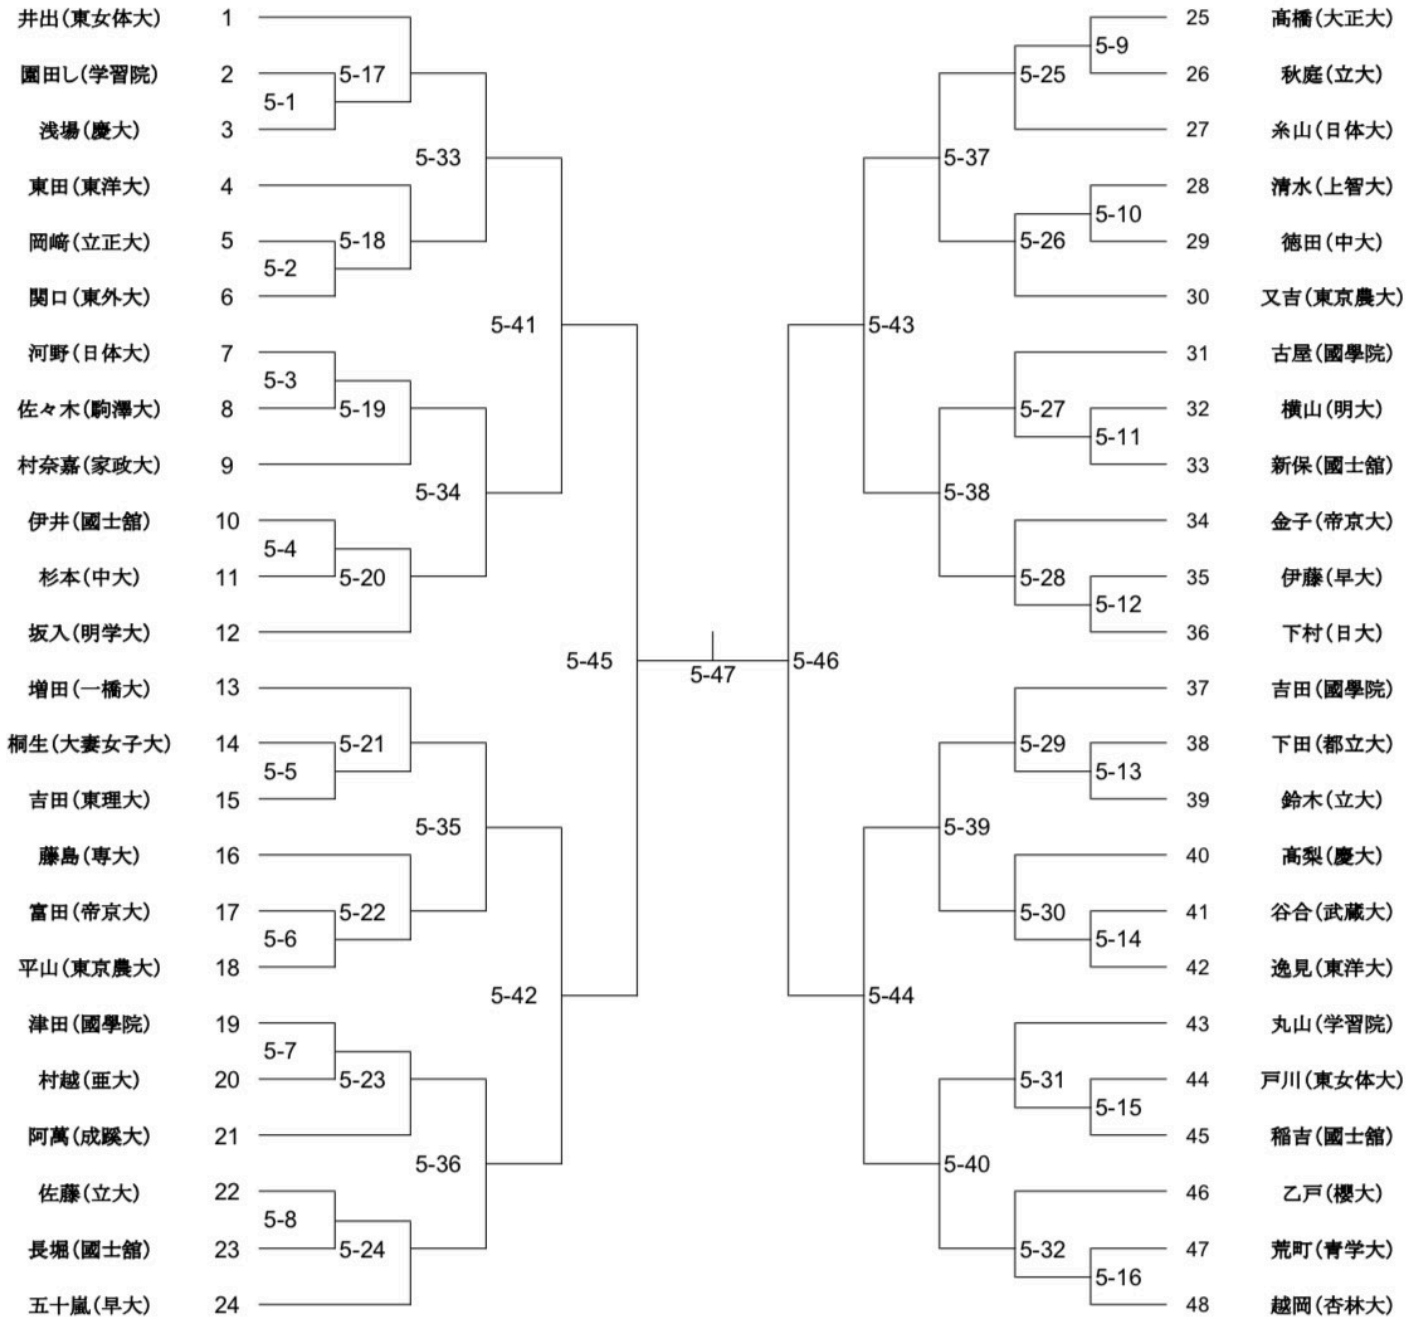 井出(東女体大) 1
園田し(学習院) 2
5-17
5-1
浅場(慶大) 3
5-33
東田(東洋大) 4
岡﨑(立正大) 5
5-18
5-2
関口(東外大) 6
5-41
河野(日体大) 7
5-3
佐々木(駒澤大) 8
5-19
村奈嘉(家政大) 9
5-34
伊井(國士舘) 10
5-4
杉本(中大) 11
5-20
坂入(明学大) 12
5-45
増田(一橋大) 13
桐生(大妻女子大) 14
5-21
5-5
吉田(東理大) 15
5-35
藤島(専大) 16
富田(帝京大) 17
5-22
5-6
平山(東京農大) 18
5-42
津田(國學院) 19
5-7
村越(亜大) 20
5-23
阿萬(成蹊大) 21
5-36
佐藤(立大) 22
5-8
長堀(國士舘) 23
5-24
五十嵐(早大) 24
5-47
25 髙橋(大正大)
5-9
5-25
26 秋庭(立大)
27 糸山(日体大)
5-37
28 清水(上智大)
5-10
5-26
29 徳田(中大)
30 又吉(東京農大)
5-43
31 古屋(國學院)
5-27
32 横山(明大)
5-11
33 新保(國士舘)
5-38
34 金子(帝京大)
5-28
35 伊藤(早大)
5-12
36 下村(日大)
5-46
37 吉田(國學院)
5-29
38 下田(都立大)
5-13
39 鈴木(立大)
5-39
40 髙梨(慶大)
5-30
41 谷合(武蔵大)
5-14
42 逸見(東洋大)
5-44
43 丸山(学習院)
5-31
44 戸川(東女体大)
5-15
45 稲吉(國士舘)
5-40
46 乙戸(櫻大)
5-32
47 荒町(青学大)
5-16
48 越岡(杏林大)